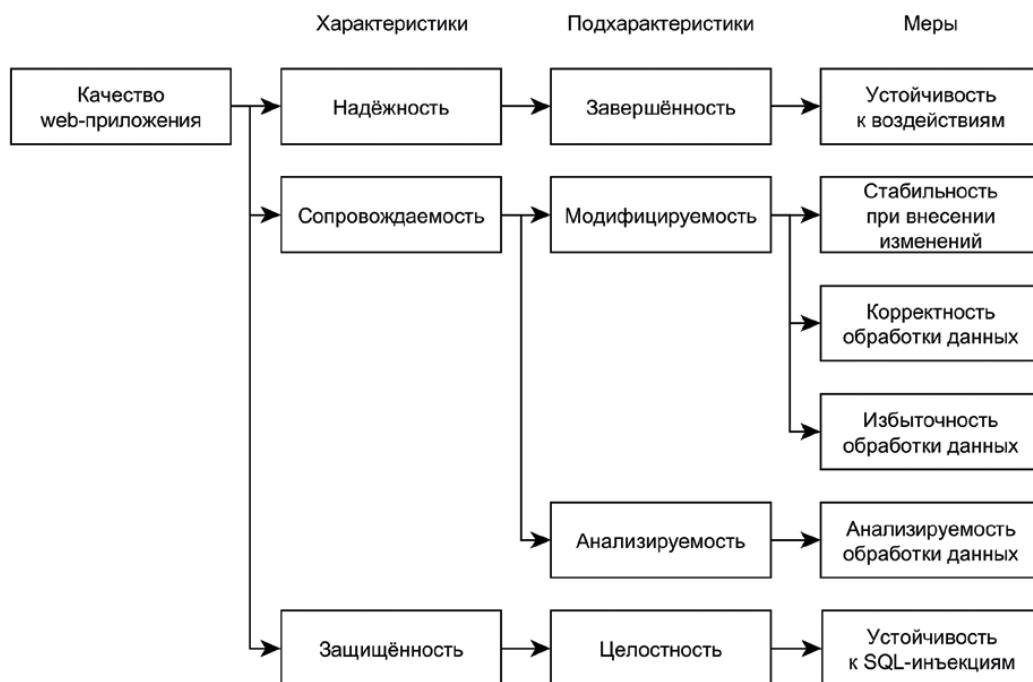 Характеристики
Подхарактеристики
Меры
Качество
web-приложения
Надёжность
Завершённость
Устойчивость
к воздействиям
Сопровождаемость
Модифицируемость
Стабильность
при внесении
изменений
Корректность
обработки данных
Избыточность
обработки данных
Анализируемость
Анализируемость
обработки данных
Защищённость
Целостность
Устойчивость
к SQL-инъекциям